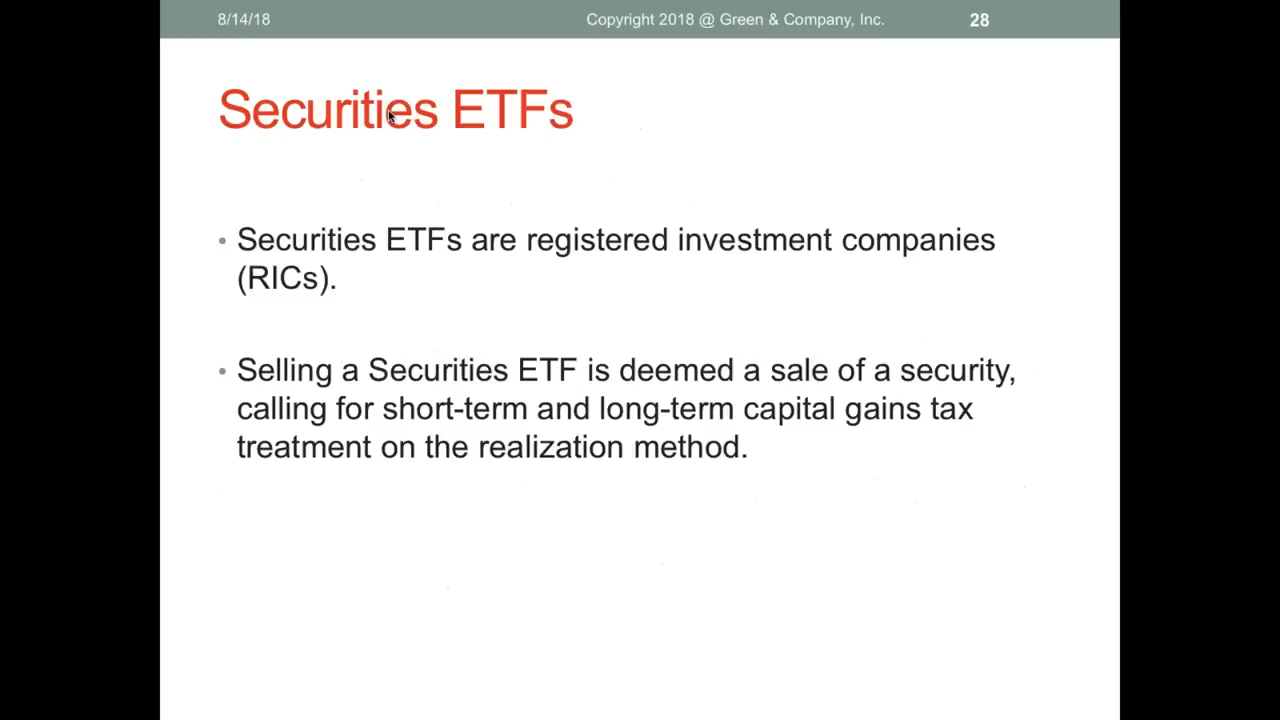 8/14/18 Copyright 2018 @ Green & Company, Inc. 28
Securities ETFs
• Securities ETFs are registered investment companies
(RICs).
• Selling a Securities ETF is deemed a sale of a security,
calling for short-term and long-term capital gains tax
treatment on the realization method.